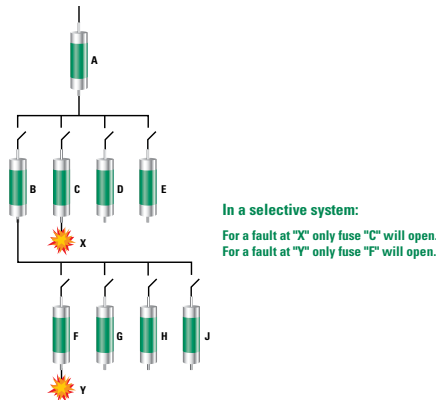 A
B
C
D
E
X
In a selective system:
For a fault at "X" only fuse "C" will open.
For a fault at "Y" only fuse "F" will open.
F
G
H
J
Y